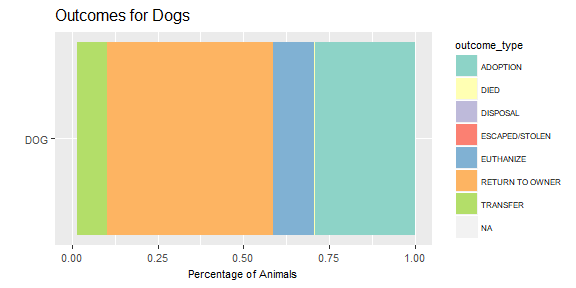 Outcomes for Dogs
DOG
0.00 0.25 0.50 0.75 1.00
Percentage of Animals
outcome_type
ADOPTION
DIED
DISPOSAL
ESCAPED/STOLEN
EUTHANIZE
RETURN TO OWNER
TRANSFER
NA